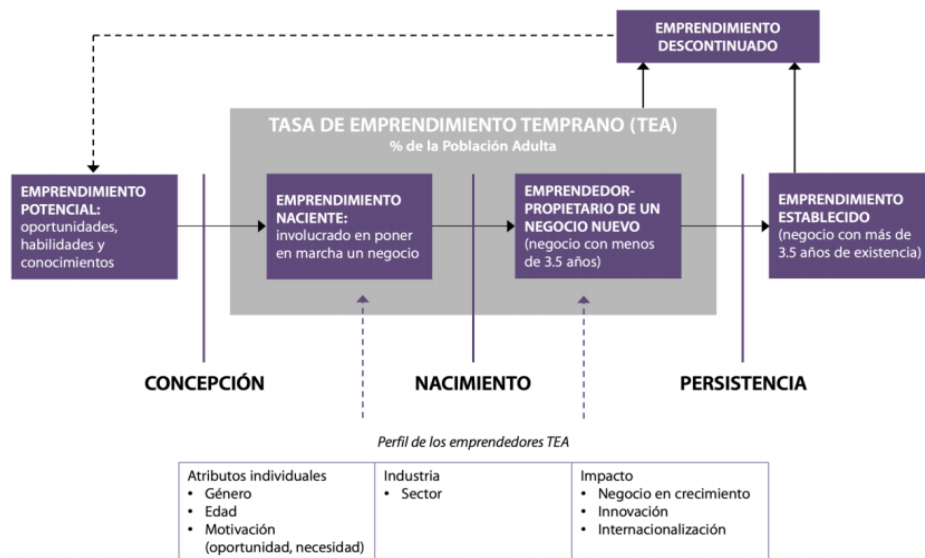 EMPRENDIMIENTO
DESCONTINUADO
TASA DE EMPRENDIMIENTO TEMPRANO (TEA)
% de la Población Adulta
EMPRENDIMIENTO
POTENCIAL:
oportunidades,
habilidades y
conocimientos
EMPRENDIMIENTO
NACIENTE:
involucrado en poner
en marcha un negocio
EMPRENDEDOR-
PROPIETARIO DE UN
NEGOCIO NUEVO
(negocio con menos
de 3.5 años)
EMPRENDIMIENTO
ESTABLECIDO
(negocio con más de
3.5 años de existencia)
CONCEPCIÓN
NACIMIENTO
PERSISTENCIA
Perfil de los emprendedores TEA
Atributos individuales
• Género
• Edad
• Motivación
(oportunidad, necesidad)
Industria
• Sector
Impacto
• Negocio en crecimiento
• Innovación
• Internacionalización